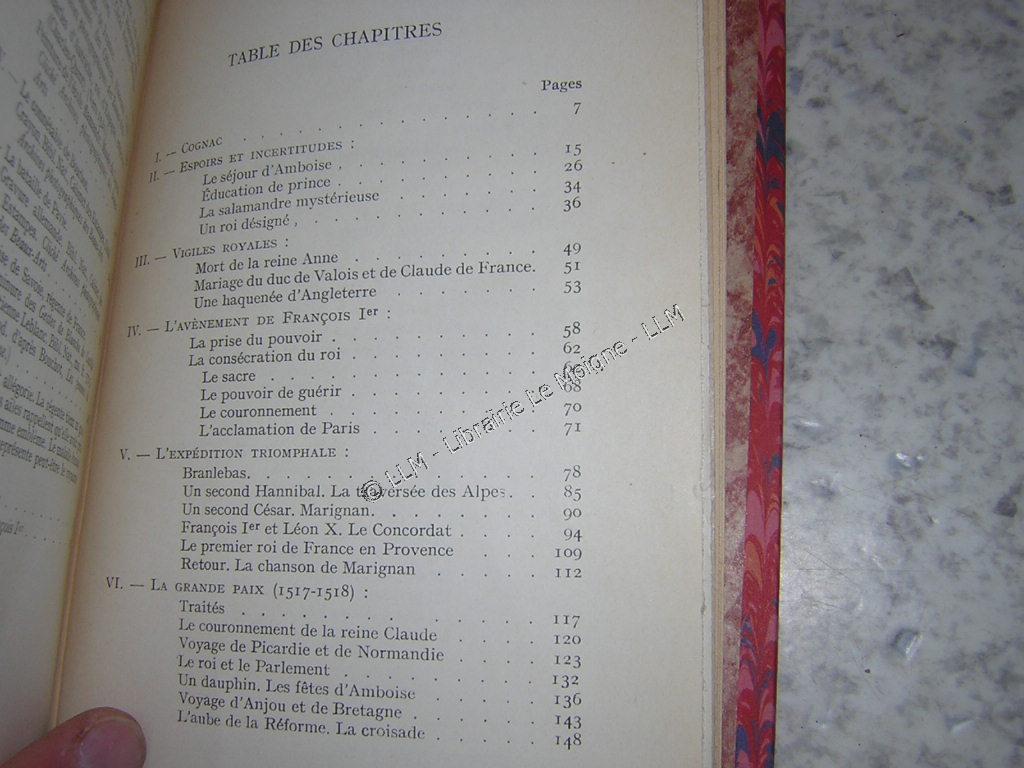 TABLE DES CHAPITRES
Pages
I. — COGNAC . . . . . . . . . . . . . . 7
II. — ESPOIRS ET INCERTITUDES :
Le séjour d'Amboise . . . . . . . . . 15
Éducation de prince . . . . . . . . . 26
La salamandre mystérieuse . . . . . . . 34
Un roi désigné . . . . . . . . . . 36
III. — VIGILES ROYALES :
Mort de la reine Anne . . . . . . . . 49
Mariage du duc de Valois et de Claude de France. 51
Une haquenée d'Angleterre . . . . . . . 53
IV. — L'AVÈNEMENT DE FRANÇOIS Ier :
La prise du pouvoir . . . . . . . . . 58
La consécration du roi . . . . . . . . 62
Le sacre . . . . . . . . . . .
Le pouvoir de guérir . . . . . . . . 68
Le couronnement . . . . . . . . . 70
L'acclamation de Paris . . . . . . . 71
V. — L'EXPÉDITION TRIOMPHALE :
Branlebas. . . . . . . . . . . . 78
Un second Hannibal. La traversée des Alpes. . 85
Un second César. Marignan. . . . . . . 90
François Ier et Léon X. Le Concordat . . . . 94
Le premier roi de France en Provence . . . . 109
Retour. La chanson de Marignan . . . . . 112
VI. — LA GRANDE PAIX (1517-1518) :
Traités . . . . . . . . . . . . 117
Le couronnement de la reine Claude . . . . 120
Voyage de Picardie et de Normandie . . . . 123
Le roi et le Parlement . . . . . . . . 132
Un dauphin. Les fêtes d'Amboise . . . . . 136
Voyage d'Anjou et de Bretagne . . . . . . 143
L'aube de la Réforme. La croisade . . . . . 148
© LLM - Librairie Le Moigne - LLM